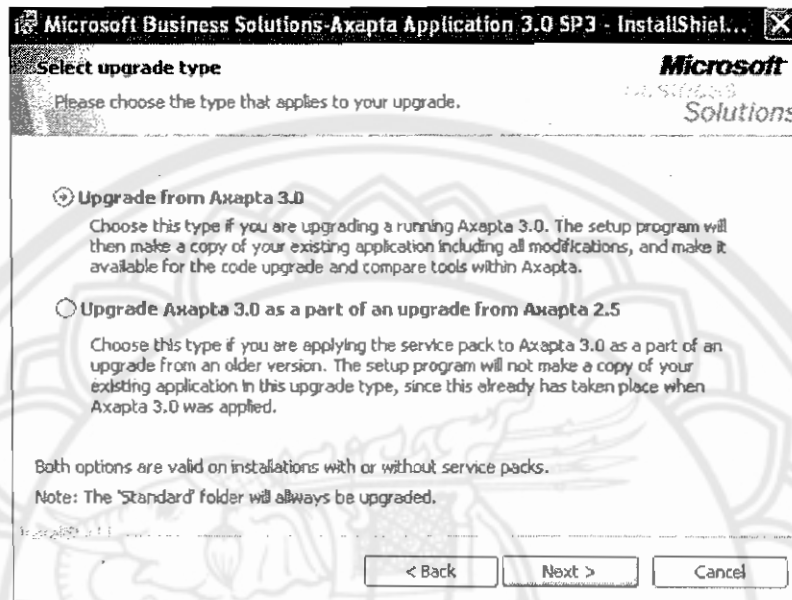 Microsoft Business Solutions-Axapta Application 3.0 SP3 - InstallShiel...
Select upgrade type
Please choose the type that applies to your upgrade.
Microsoft
Solutions
Upgrade from Axapta 3.0
Choose this type if you are upgrading a running Axapta 3.0. The setup program will
then make a copy of your existing application including all modifications, and make it
available for the code upgrade and compare tools within Axapta.
Upgrade Axapta 3.0 as a part of an upgrade from Axapta 2.5
Choose this type if you are applying the service pack to Axapta 3.0 as a part of an
upgrade from an older version. The setup program will not make a copy of your
existing application in this upgrade type, since this already has taken place when
Axapta 3.0 was applied.
Both options are valid on installations with or without service packs.
Note: The 'Standard' folder will allways be upgraded.
< Back
Next >
Cancel